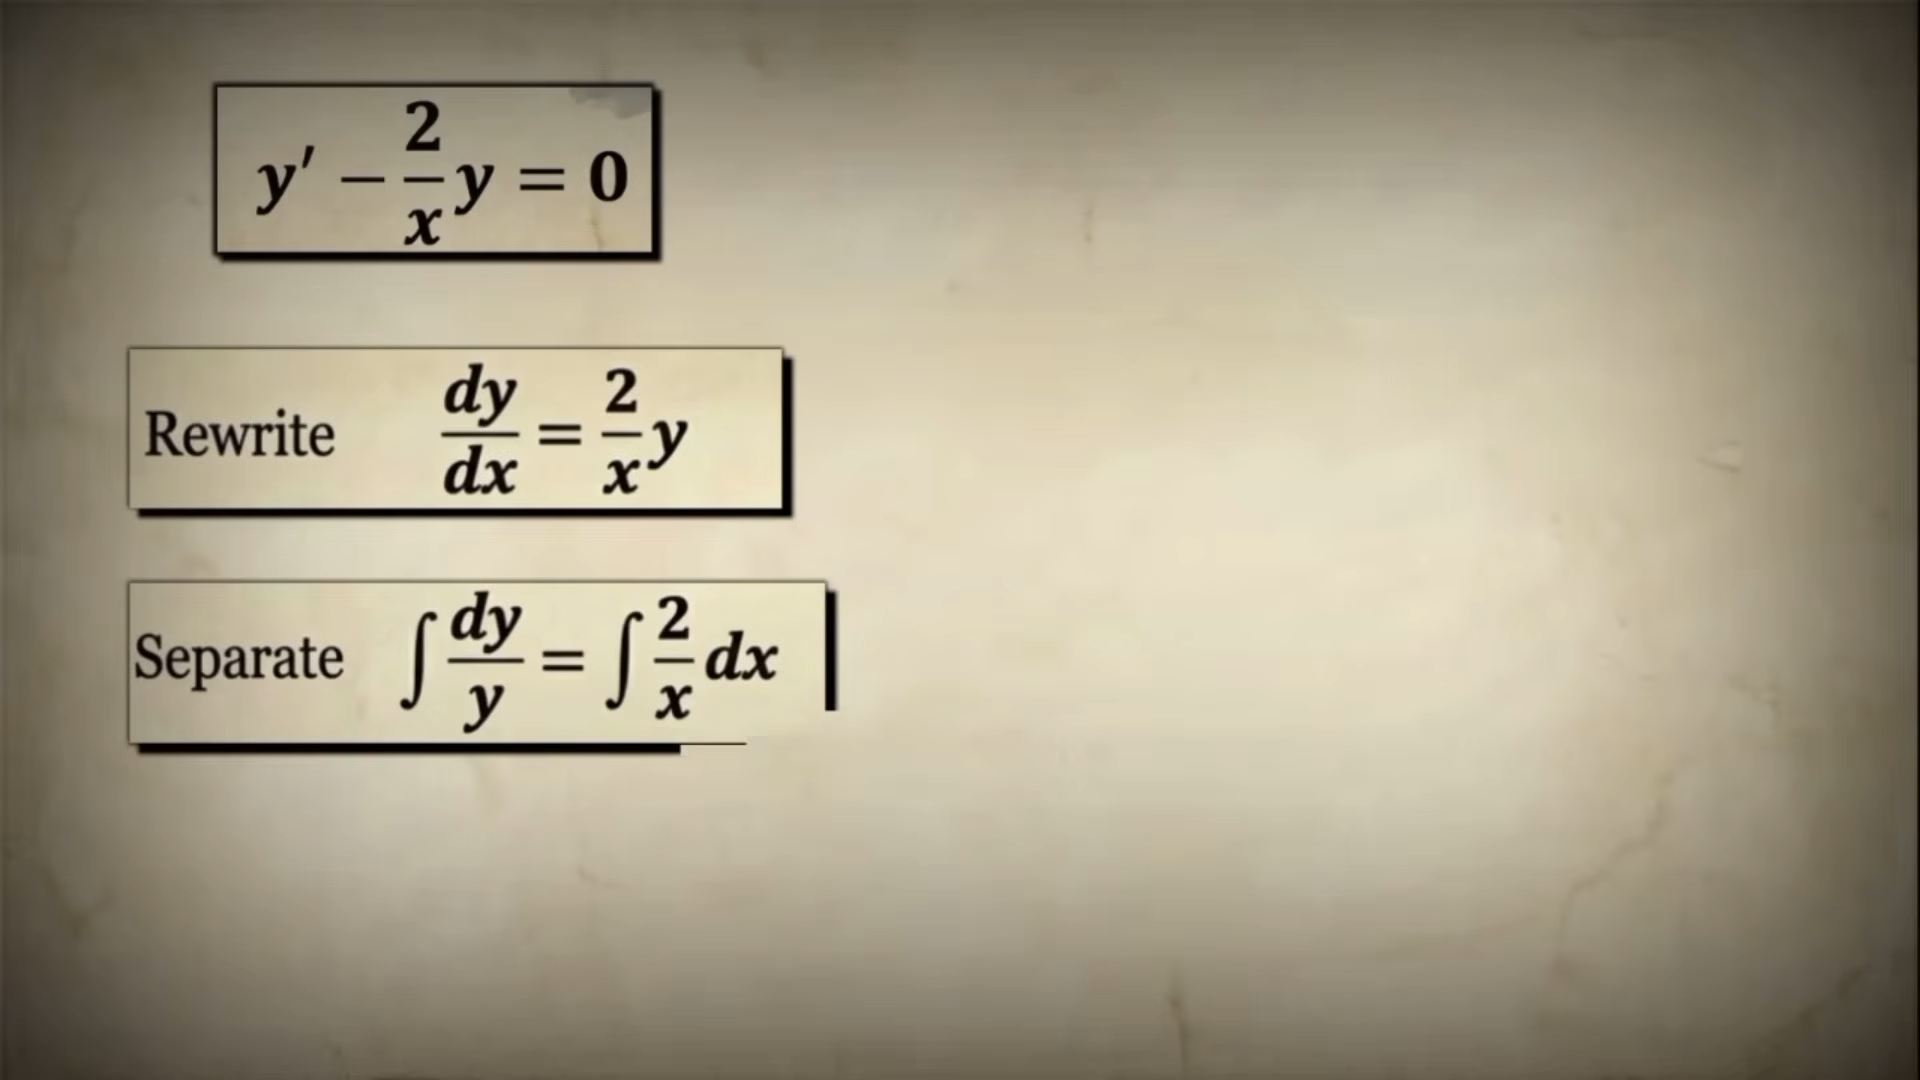 y′ − 2/x y = 0
Rewrite dy/dx = 2/x y
Separate ∫ dy/y = ∫ 2/x dx